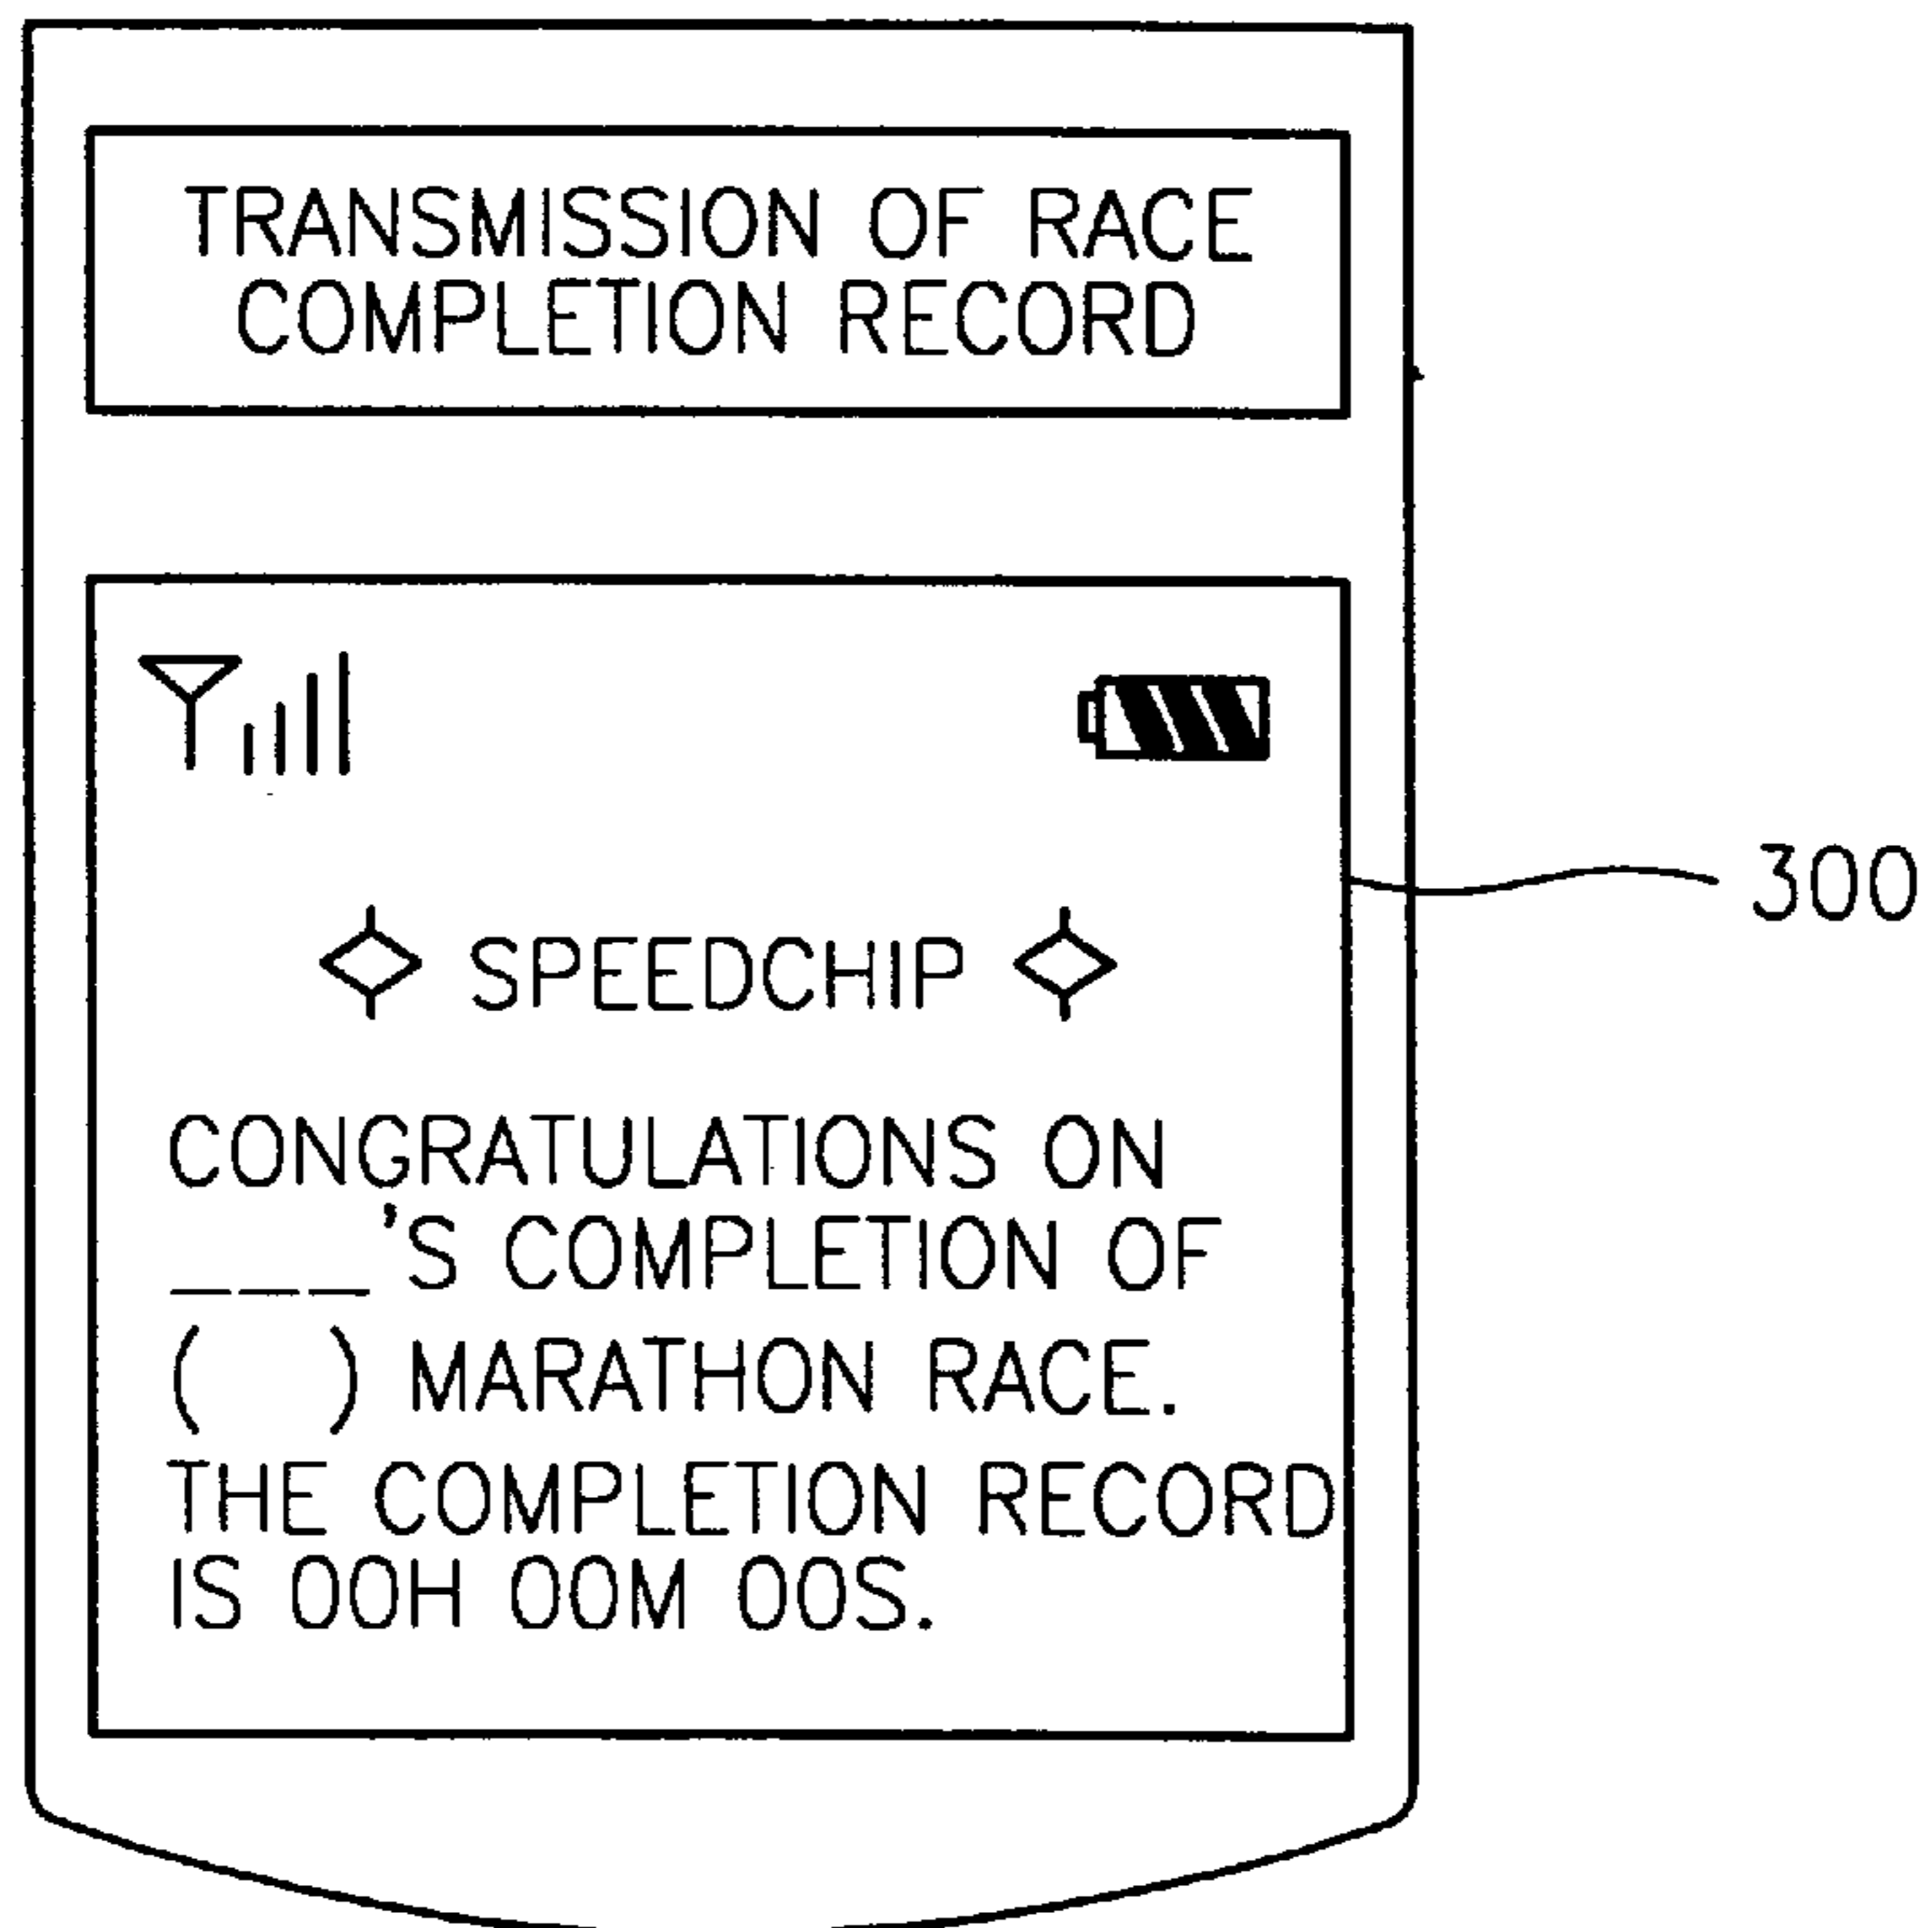 TRANSMISSION OF RACE
COMPLETION RECORD
300
SPEEDCHIP
CONGRATULATIONS ON
___'S COMPLETION OF
( ) MARATHON RACE.
THE COMPLETION RECORD
IS 00H 00M 00S.